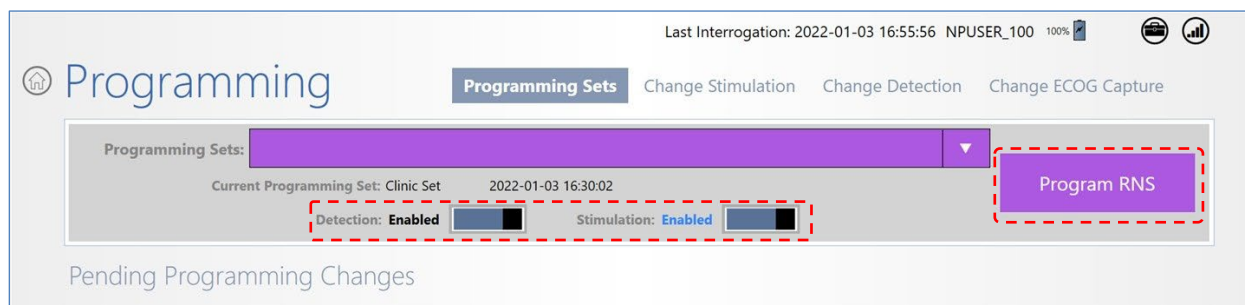 Last Interrogation: 2022-01-03 16:55:56 NPUSER_100 100%
Programming
Programming Sets Change Stimulation Change Detection Change ECOG Capture
Programming Sets:
Program RNS
Current Programming Set: Clinic Set 2022-01-03 16:30:02
Detection: Enabled Stimulation: Enabled
Pending Programming Changes